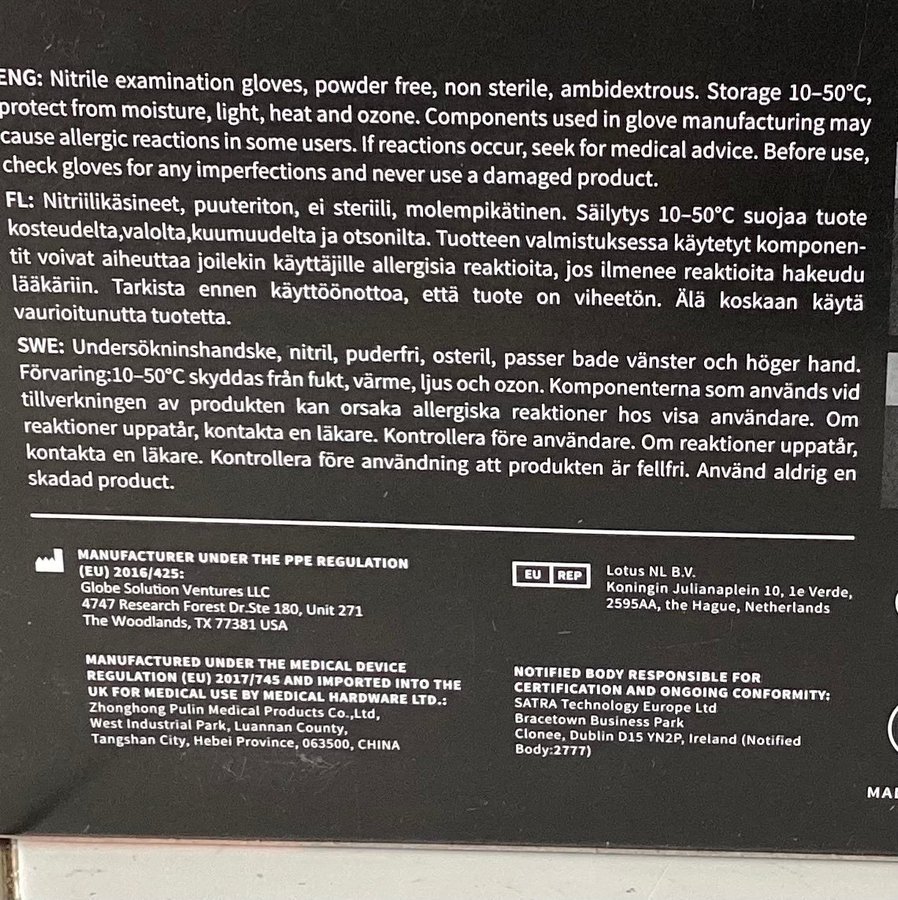 ENG: Nitrile examination gloves, powder free, non sterile, ambidextrous. Storage 10–50°C,
protect from moisture, light, heat and ozone. Components used in glove manufacturing may
cause allergic reactions in some users. If reactions occur, seek for medical advice. Before use,
check gloves for any imperfections and never use a damaged product.
FL: Nitriilikäsineet, puuteriton, ei steriili, molempikätinen. Säilytys 10–50°C suojaa tuote
kosteudelta,valolta,kuumuudelta ja otsonilta. Tuotteen valmistuksessa käytetyt komponen-
tit voivat aiheuttaa joilekin käyttäjille allergisia reaktioita, jos ilmenee reaktioita hakeudu
lääkäriin. Tarkista ennen käyttöönottoa, että tuote on viheetön. Älä koskaan käytä
vaurioitunutta tuotetta.
SWE: Undersökninshandske, nitril, puderfri, osteril, passer bade vänster och höger hand.
Förvaring:10–50°C skyddas från fukt, värme, ljus och ozon. Komponenterna som används vid
tillverkningen av produkten kan orsaka allergiska reaktioner hos visa användare. Om
reaktioner uppatår, kontakta en läkare. Kontrollera före användare. Om reaktioner uppatår,
kontakta en läkare. Kontrollera före användning att produkten är fellfri. Använd aldrig en
skadad product.
MANUFACTURER UNDER THE PPE REGULATION
(EU) 2016/425:
Globe Solution Ventures LLC
4747 Research Forest Dr.Ste 180, Unit 271
The Woodlands, TX 77381 USA
EU REP
Lotus NL B.V.
Koningin Julianaplein 10, 1e Verde,
2595AA, the Hague, Netherlands
MANUFACTURED UNDER THE MEDICAL DEVICE
REGULATION (EU) 2017/745 AND IMPORTED INTO THE
UK FOR MEDICAL USE BY MEDICAL HARDWARE LTD.:
Zhonghong Pulin Medical Products Co.,Ltd,
West Industrial Park, Luannan County,
Tangshan City, Hebei Province, 063500, CHINA
NOTIFIED BODY RESPONSIBLE FOR
CERTIFICATION AND ONGOING CONFORMITY:
SATRA Technology Europe Ltd
Bracetown Business Park
Clonee, Dublin D15 YN2P, Ireland (Notified
Body:2777)